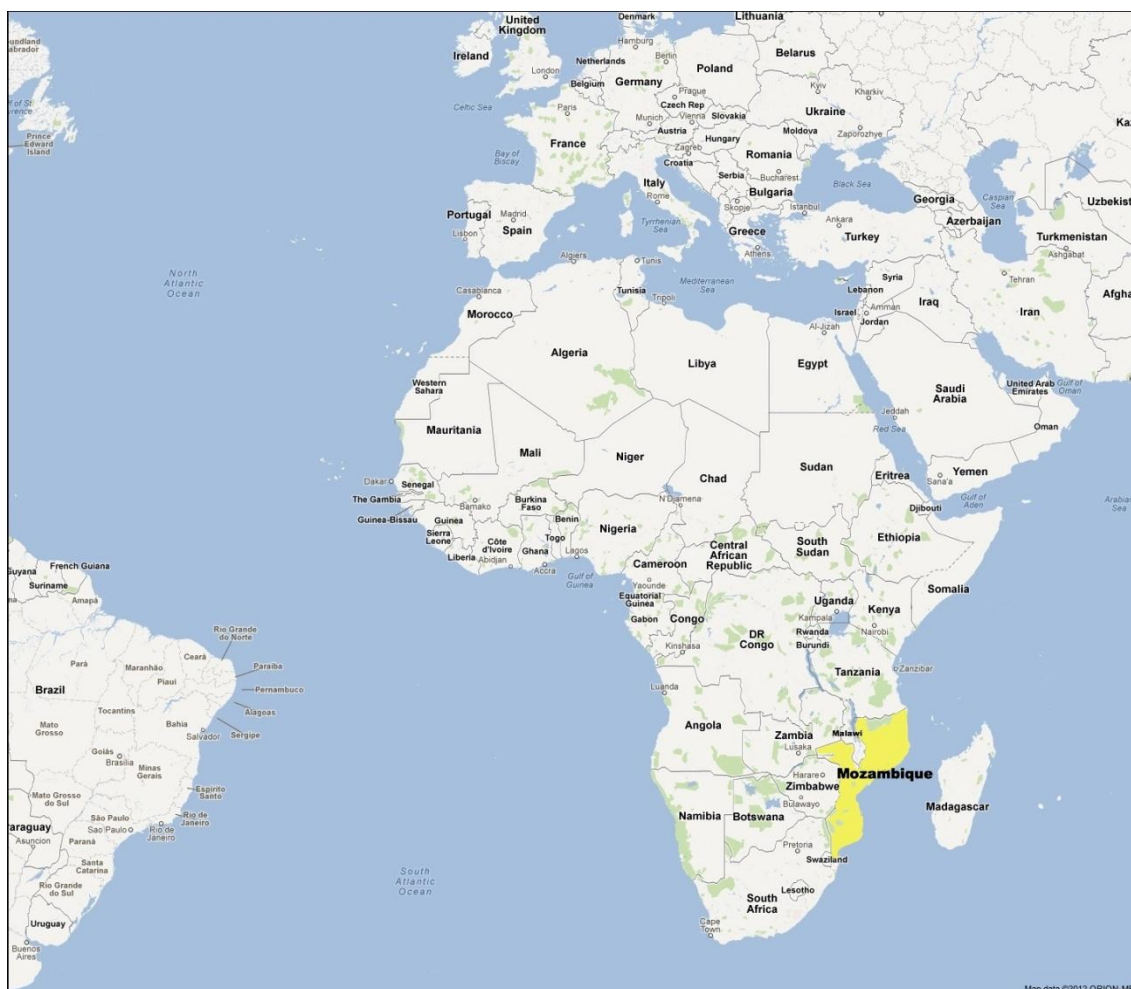 Denmark
Lithuania
United
Kingdom
Ireland
Hamburg
Berlin
Belarus
Netherlands
Poland
London
Germany
Belgium
Kyiv
Kharkiv
Celtic Sea
Prague
Czech Rep
Ukraine
Paris
Munich
Vienna
Slovakia
Austria
Zaporozhye
France
Hungary
Moldova
Bay of
Biscay
Zagreb
Croatia
Romania
Italy
Serbia
Bucharest
Black Sea
Rome
Bulgaria
Skopje
Istanbul
Georgia
Caspian
Sea
Azerbaijan
Portugal
Madrid
Spain
Lisbon
Tyrrhenian
Sea
Greece
Athens
Ankara
Turkey
Turkmenistan
Ashgabat
Prince
Edward
Island
North
Atlantic
Ocean
Algiers
Tunis
Mediterranean
Sea
Syria
Tehran
Casablanca
Tunisia
Tripoli
Lebanon
Iraq
Morocco
Israel
Amman
Jordan
Iran
Al-Jizah
Algeria
Libya
Egypt
Western
Sahara
Saudi
Arabia
United Arab
Emirates
Gulf of
Oman
Jeddah
Red Sea
Oman
Mauritania
Mali
Niger
Chad
Sudan
Eritrea
Yemen
Sana'a
Dakar
Senegal
The Gambia
Bamako
Burkina
Faso
N'Djamena
Gulf of
Aden
Djibouti
Guinea-Bissau
Guinea
Benin
Nigeria
Sierra
Leone
Côte
d'Ivoire
Togo
Ghana
Lagos
Liberia
Abidjan
Accra
Central
African
Republic
South
Sudan
Ethiopia
Cameroon
Gulf of
Guinea
Yaounde
Equatorial
Guinea
Somalia
Uganda
Kampala
Kenya
Gabon
Congo
Rwanda
Nairobi
DR
Congo
Burundi
Kinshasa
Tanzania
Zanzibar
Luanda
Angola
Zambia
Lusaka
Malawi
Harare
Mozambique
Zimbabwe
Bulawayo
Namibia
Botswana
Madagascar
Pretoria
Swaziland
Lesotho
South
Africa
Cape
Town
South
Atlantic
Ocean
French Guiana
Suriname
Amapá
Rio Grande
do Norte
Pará
Maranhão
Ceará
Paraíba
Piauí
Pernambuco
Brazil
Tocantins
Alagoas
Mato
Grosso
Bahia
Salvador
Sergipe
Goiás
Brasilia
Minas
Gerais
Espírito
Santo
Mato Grosso
do Sul
São Paulo
Sao Paulo
Rio de
Janeiro
Rio de
Janeiro
Asuncion
Paraná
Santa
Catarina
Rio Grande
do Sul
Uruguay
Buenos
Aires